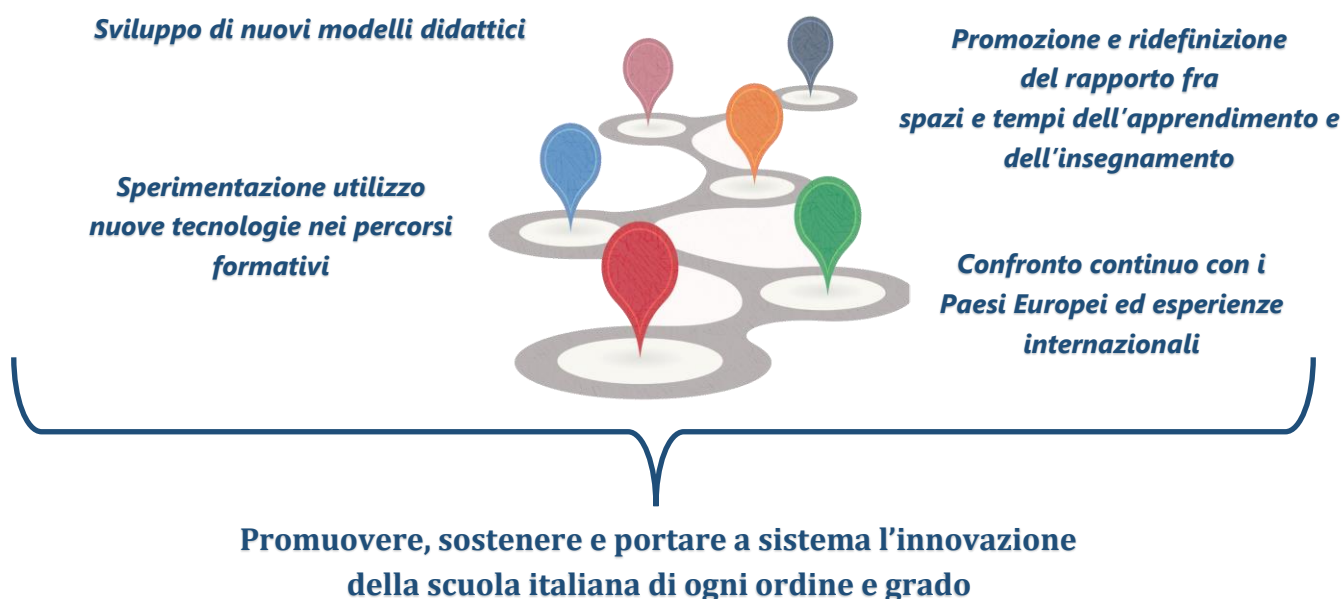 Sviluppo di nuovi modelli didattici
Sperimentazione utilizzo
nuove tecnologie nei percorsi
formativi
Promozione e ridefinizione
del rapporto fra
spazi e tempi dell’apprendimento e
dell’insegnamento
Confronto continuo con i
Paesi Europei ed esperienze
internazionali
Promuovere, sostenere e portare a sistema l’innovazione
della scuola italiana di ogni ordine e grado